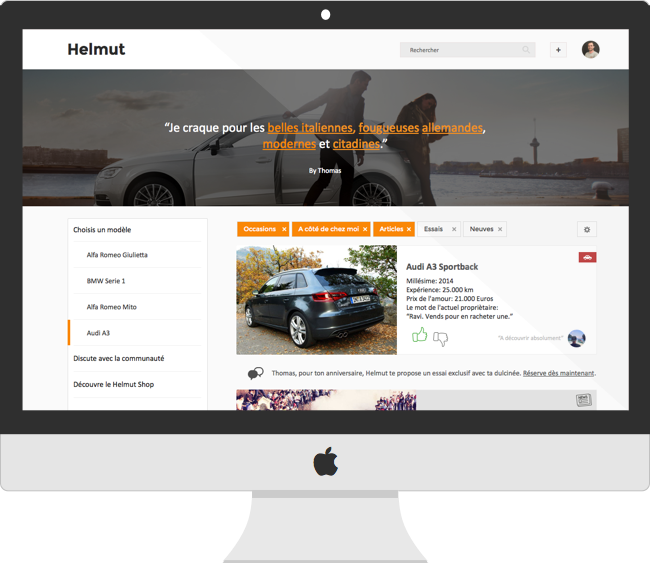 Helmut
Rechercher
+
“Je craque pour les belles italiennes, fougueuses allemandes,
modernes et citadines.”
By Thomas
Choisis un modèle
Alfa Romeo Giulietta
BMW Serie 1
Alfa Romeo Mito
Audi A3
Discute avec la communauté
Découvre le Helmut Shop
Occasions ×
A côté de chez moi ×
Articles ×
Essais ×
Neuves ×
Audi A3 Sportback
Millésime: 2014
Expérience: 25.000 km
Prix de l'amour: 21.000 Euros
Le mot de l'actuel propriétaire:
“Ravi. Vends pour en racheter une.”
“A découvrir absolument”
Thomas, pour ton anniversaire, Helmut te propose un essai exclusif avec ta dulcinée. Réserve dès maintenant.